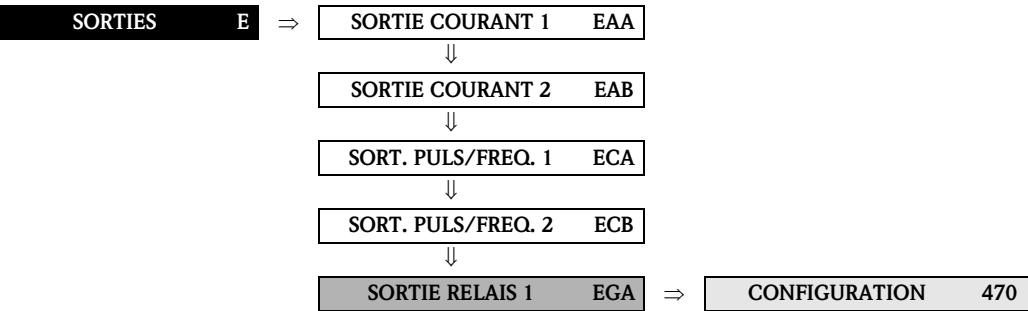 SORTIES E ⇒ SORTIE COURANT 1 EAA
⇓
SORTIE COURANT 2 EAB
⇓
SORT. PULS/FREQ. 1 ECA
⇓
SORT. PULS/FREQ. 2 ECB
⇓
SORTIE RELAIS 1 EGA ⇒ CONFIGURATION 470